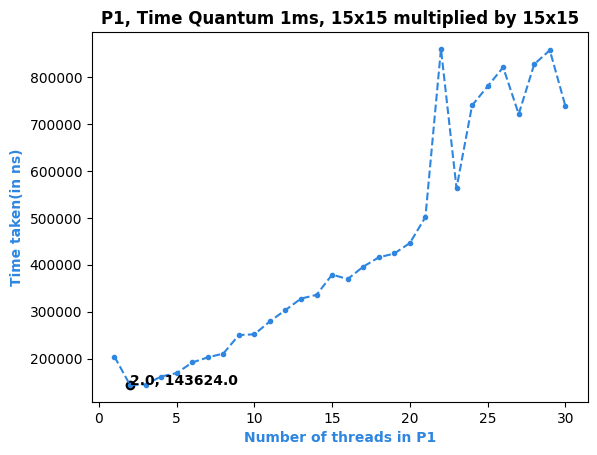 P1, Time Quantum 1ms, 15x15 multiplied by 15x15
Time taken(in ns)
800000
700000
600000
500000
400000
300000
200000
2.0, 143624.0
0 5 10 15 20 25 30
Number of threads in P1